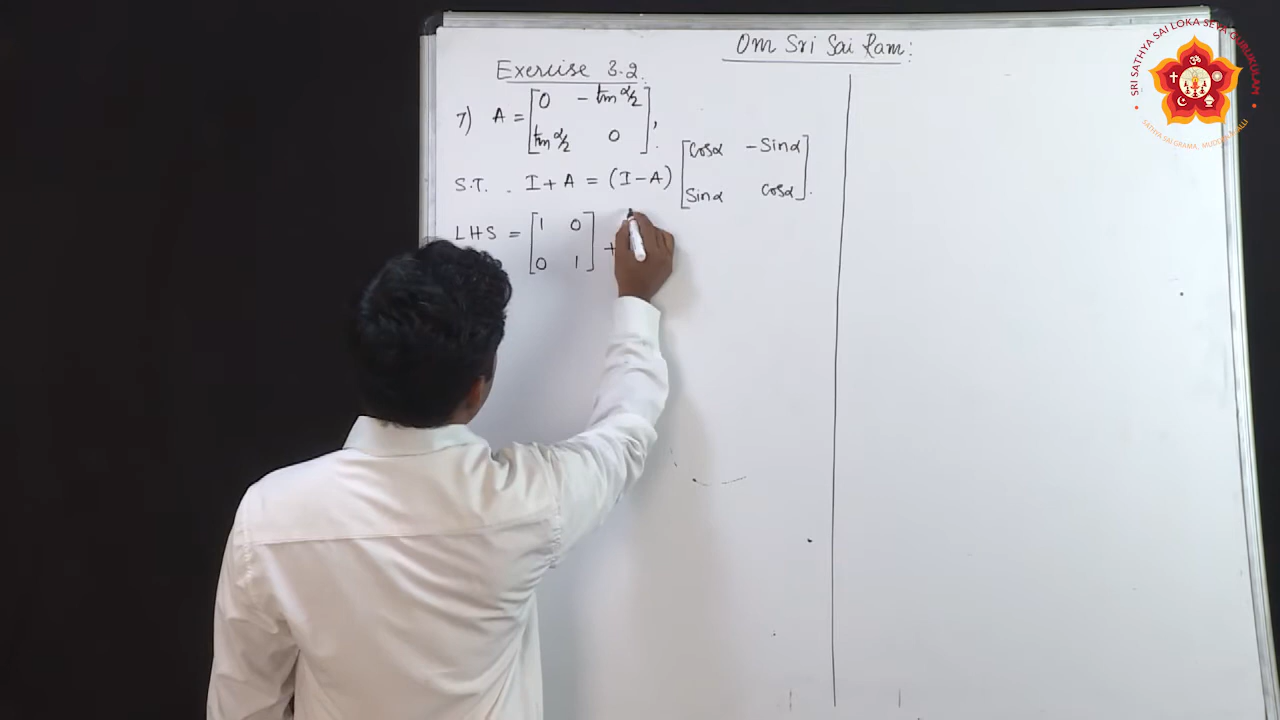 Om Sri Sai Ram:
Exercise 3.2.
7) A = [0 - tan α/2
tan α/2 0],
S.T. I + A = (I - A) [cosα - Sinα
Sinα cosα].
LHS = [1 0
0 1] +
SRI SATHYA SAI LOKA SEVA GURUKULAM
SATHYA SAI GRAMA,